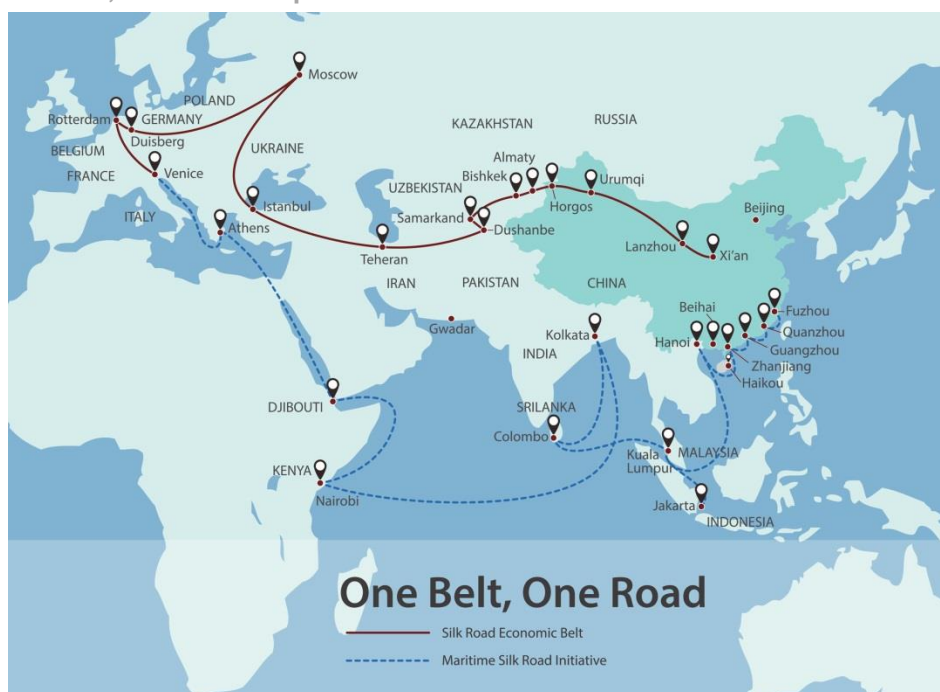 Moscow
POLAND
Rotterdam
GERMANY
Duisberg
BELGIUM
FRANCE
Venice
UKRAINE
ITALY
Istanbul
Athens
KAZAKHSTAN
RUSSIA
Almaty
Bishkek
UZBEKISTAN
Urumqi
Horgos
Samarkand
Dushanbe
Beijing
Lanzhou
Xi'an
Teheran
IRAN
PAKISTAN
CHINA
Gwadar
Kolkata
INDIA
Beihai
Hanoi
Fuzhou
Quanzhou
Guangzhou
Zhanjiang
Haikou
DJIBOUTI
SRILANKA
Colombo
KENYA
Nairobi
Kuala
Lumpur
MALAYSIA
Jakarta
INDONESIA
One Belt, One Road
Silk Road Economic Belt
Maritime Silk Road Initiative